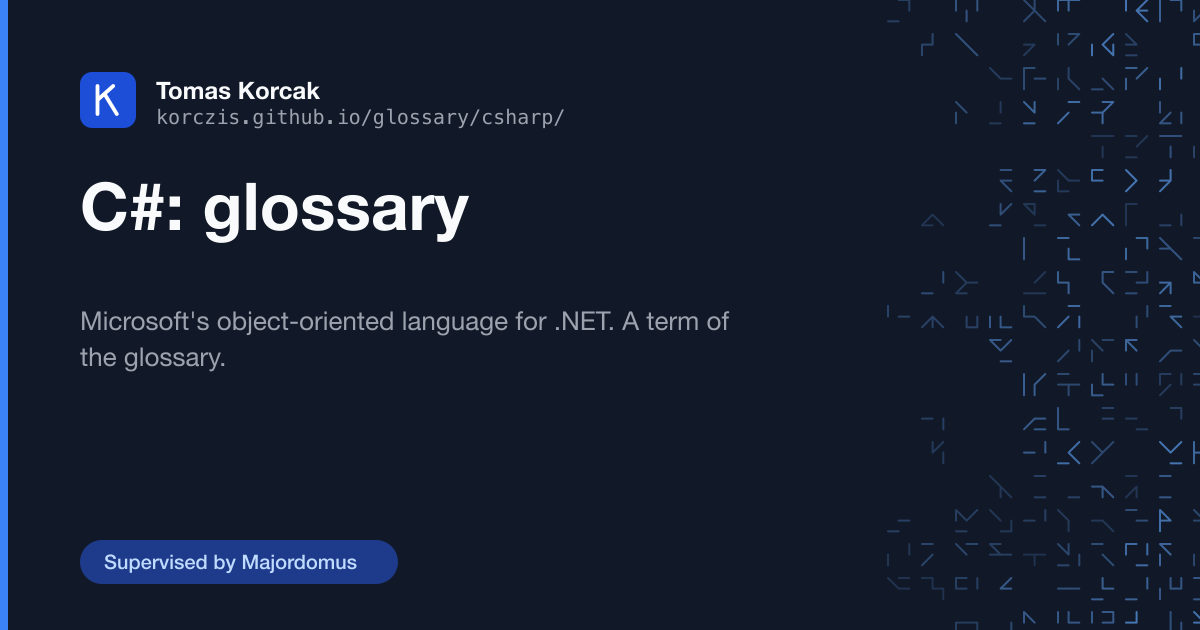 K
Tomas Korcak
korczis.github.io/glossary/csharp/
C#: glossary
Microsoft's object-oriented language for .NET. A term of
the glossary.
Supervised by Majordomus